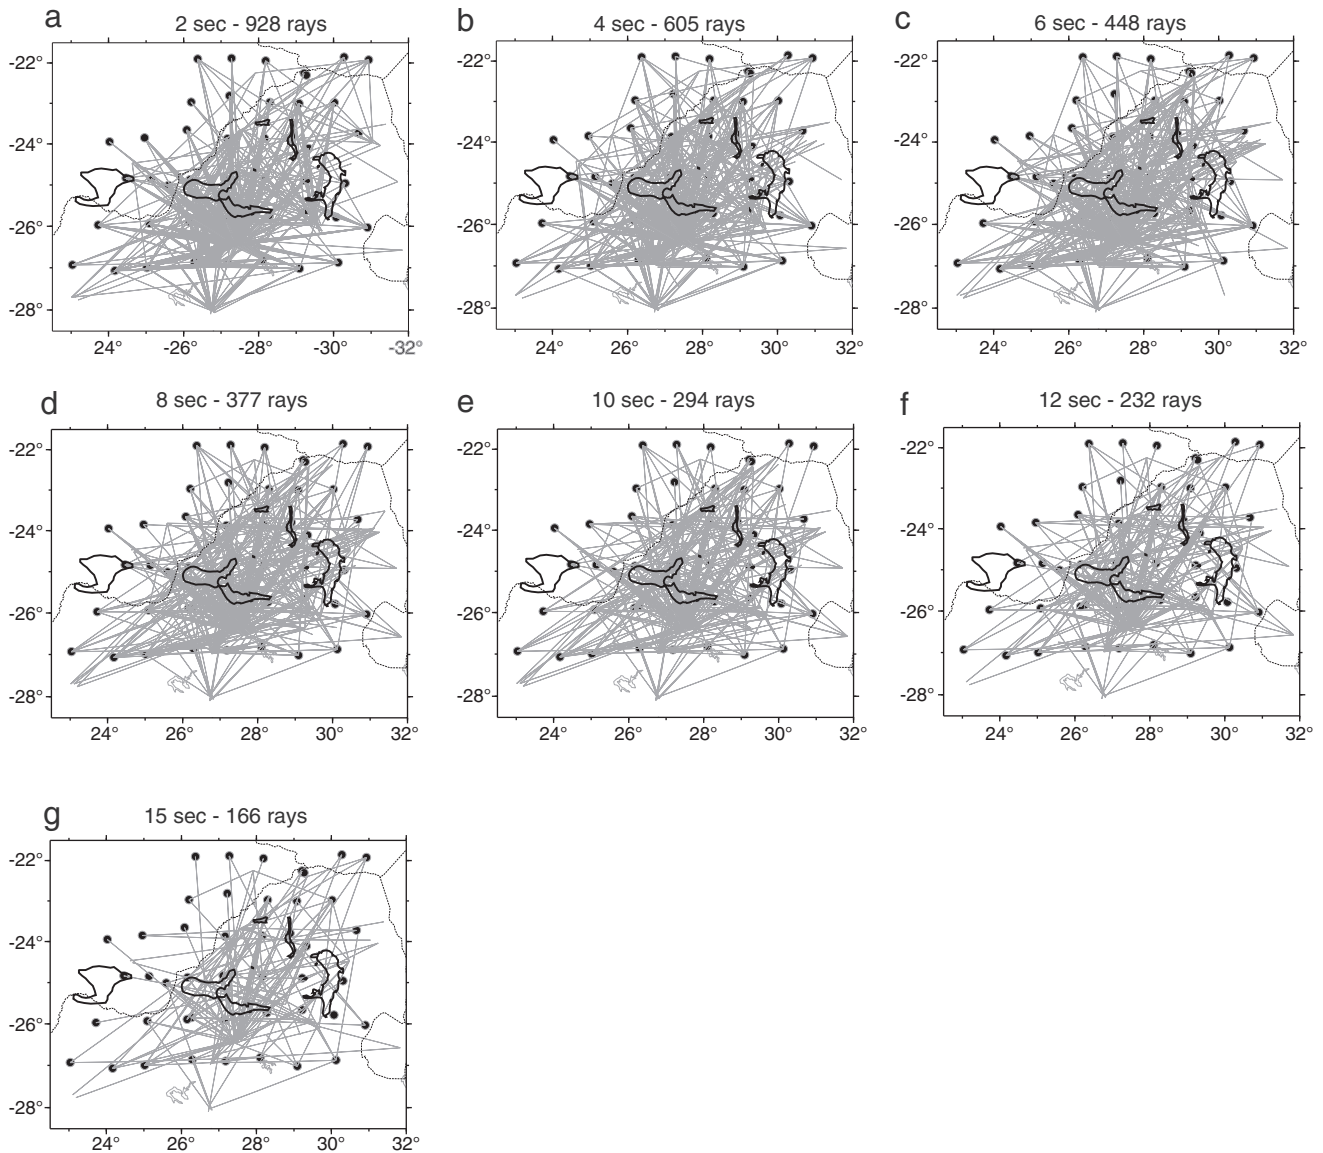 a 2 sec - 928 rays
b 4 sec - 605 rays
c 6 sec - 448 rays
-22° -22° -22°
-24° -24° -24°
-26° -26° -26°
-28° -28° -28°
24° -26° -28° -30° -32°
24° 26° 28° 30° 32°
24° 26° 28° 30° 32°
d 8 sec - 377 rays
e 10 sec - 294 rays
f 12 sec - 232 rays
-22° -22° -22°
-24° -24° -24°
-26° -26° -26°
-28° -28° -28°
24° 26° 28° 30° 32°
24° 26° 28° 30° 32°
24° 26° 28° 30° 32°
g 15 sec - 166 rays
-22°
-24°
-26°
-28°
24° 26° 28° 30° 32°